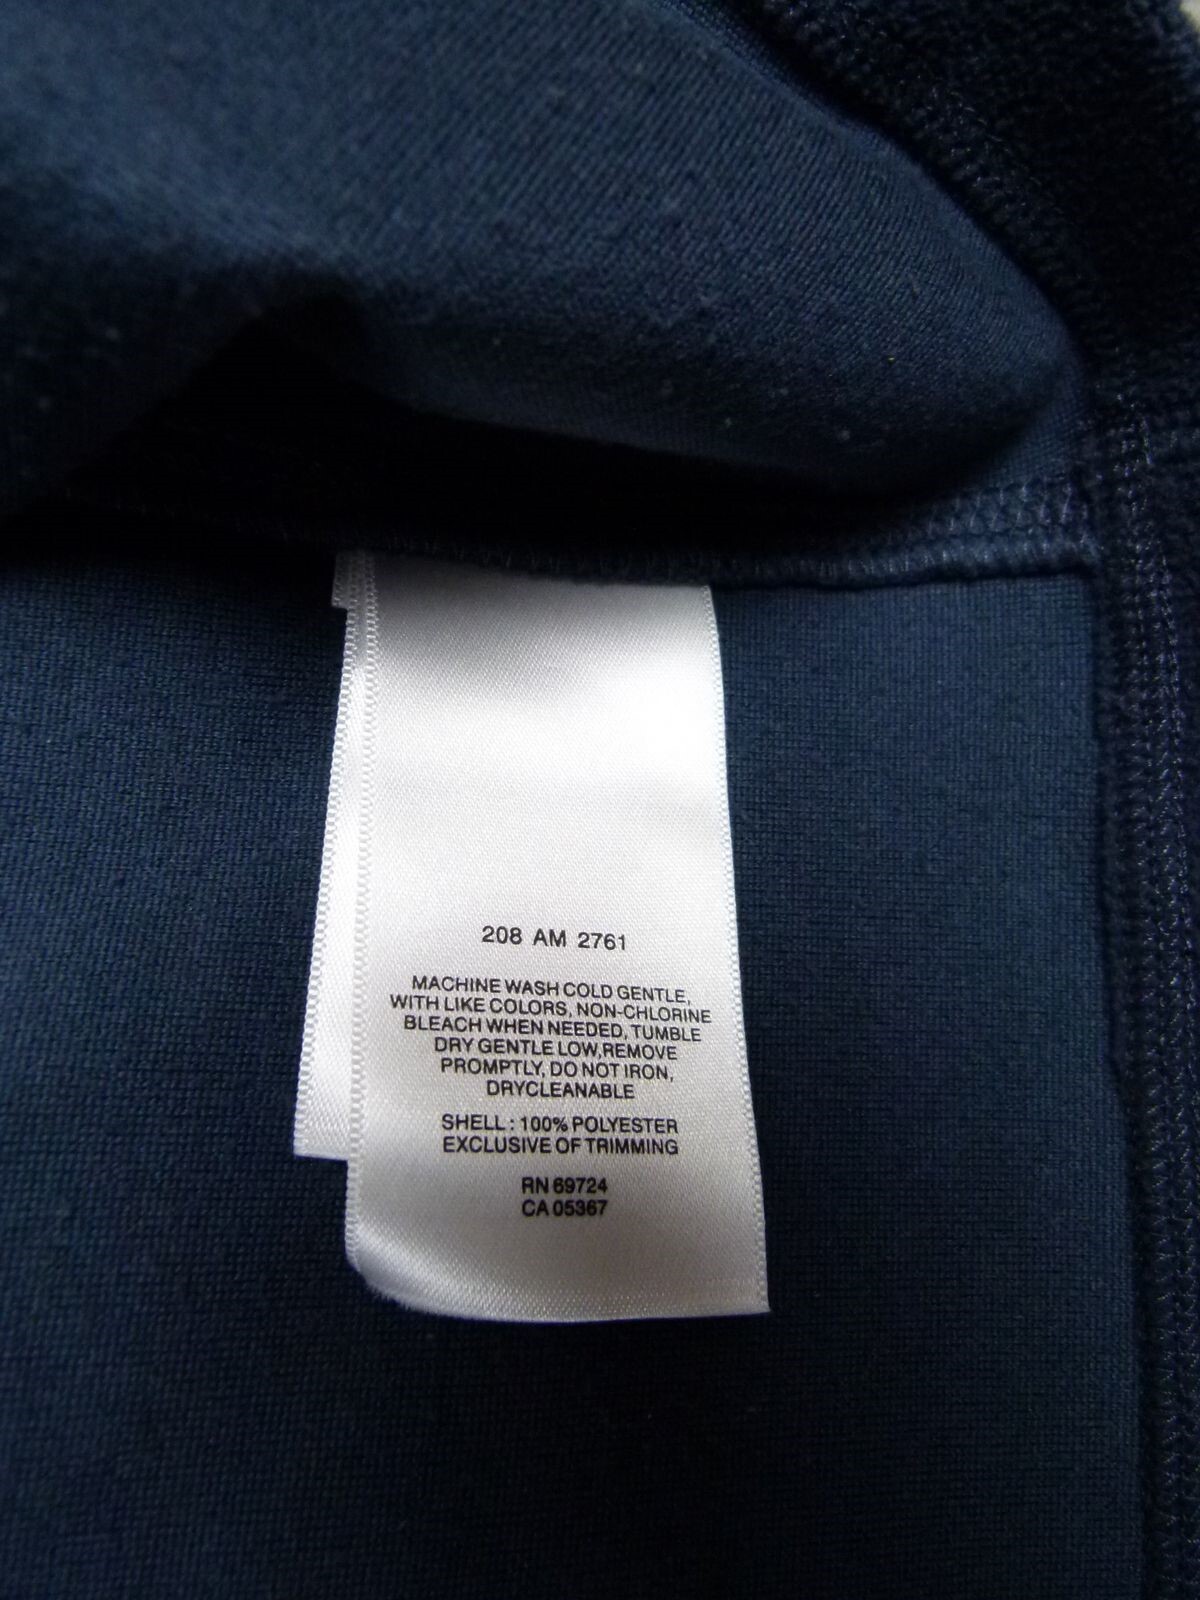 208 AM 2761
MACHINE WASH COLD GENTLE,
WITH LIKE COLORS, NON-CHLORINE
BLEACH WHEN NEEDED, TUMBLE
DRY GENTLE LOW, REMOVE
PROMPTLY, DO NOT IRON,
DRYCLEANABLE
SHELL : 100% POLYESTER
EXCLUSIVE OF TRIMMING
RN 69724
CA 05367